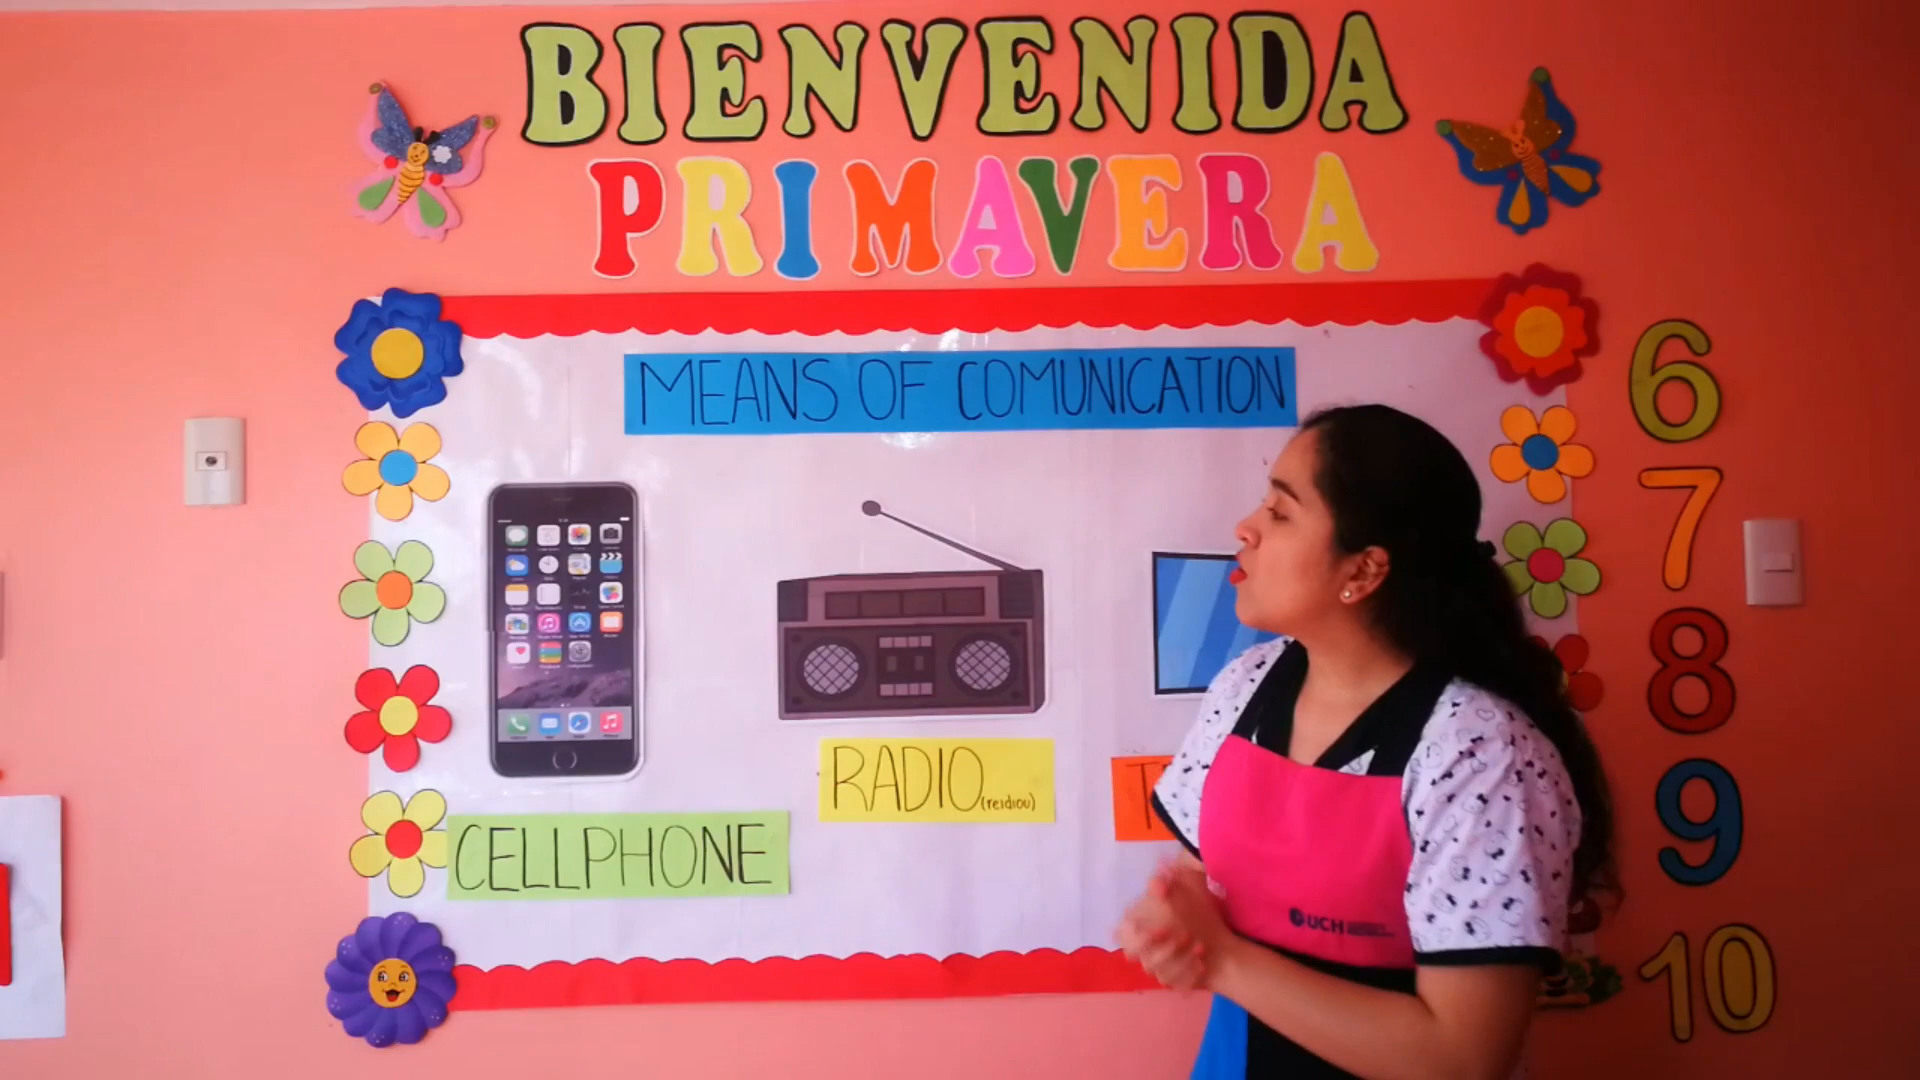 BIENVENIDA
PRIMAVERA
MEANS OF COMUNICATION
RADIO (reidiou)
CELLPHONE
UCH
6
7
8
9
10